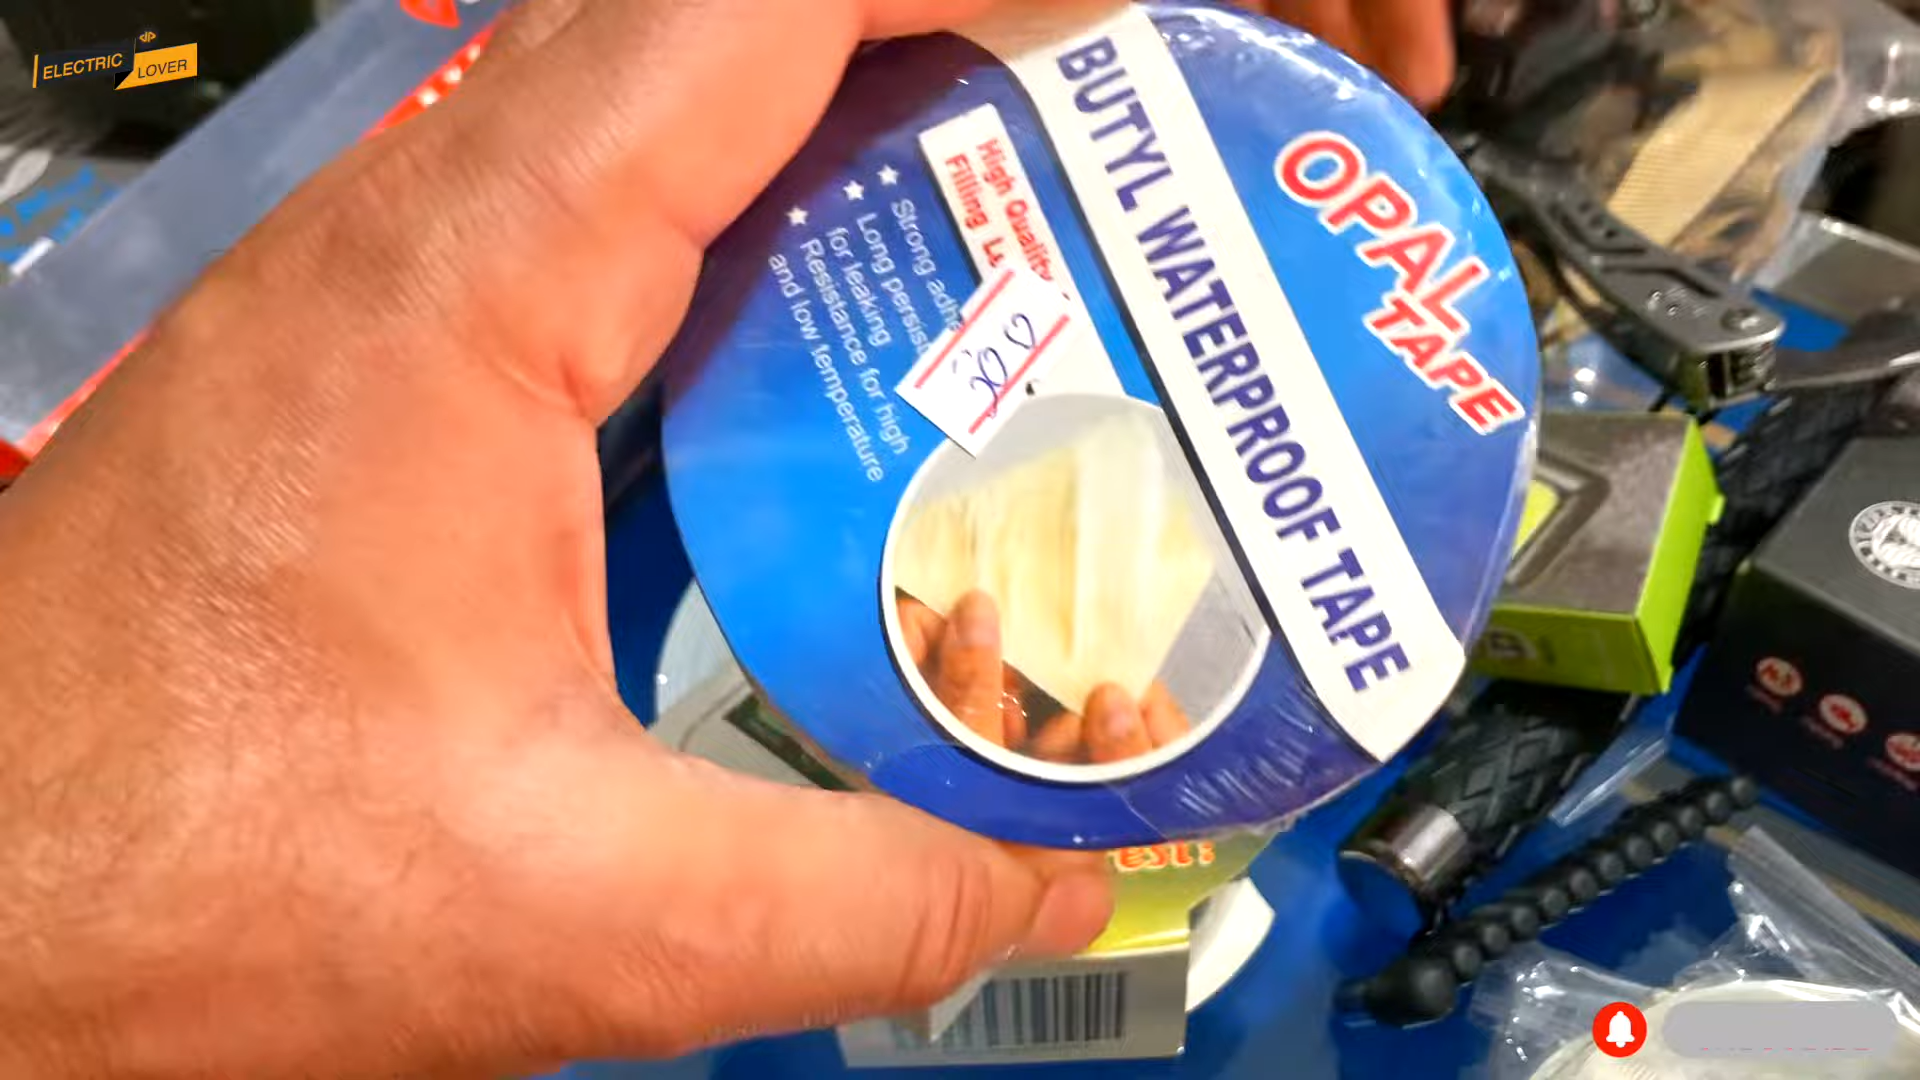 ELECTRIC
LOVER
OPAL
TAPE
BUTYL WATERPROOF TAPE
High Quality
Filling
Strong
Long
for leaking
Resistance for high
and low temperature